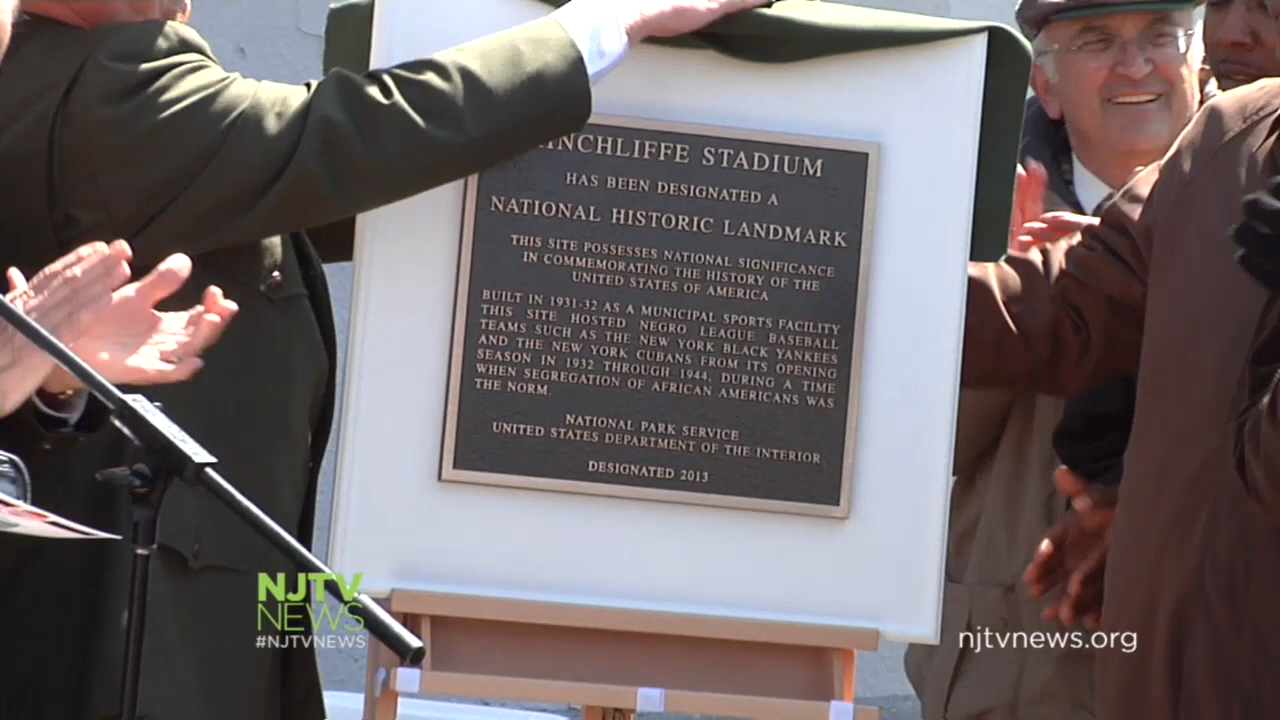 INCHLIFFE STADIUM
HAS BEEN DESIGNATED A
NATIONAL HISTORIC LANDMARK
THIS SITE POSSESSES NATIONAL SIGNIFICANCE
IN COMMEMORATING THE HISTORY OF THE
UNITED STATES OF AMERICA
BUILT IN 1931-32 AS A MUNICIPAL SPORTS FACILITY
THIS SITE HOSTED NEGRO LEAGUE BASEBALL
TEAMS SUCH AS THE NEW YORK BLACK YANKEES
AND THE NEW YORK CUBANS FROM ITS OPENING
SEASON IN 1932 THROUGH 1944, DURING A TIME
WHEN SEGREGATION OF AFRICAN AMERICANS WAS
THE NORM.
NATIONAL PARK SERVICE
UNITED STATES DEPARTMENT OF THE INTERIOR
DESIGNATED 2013
NJTV
NEWS
#NJTVNEWS
njtvnews.org